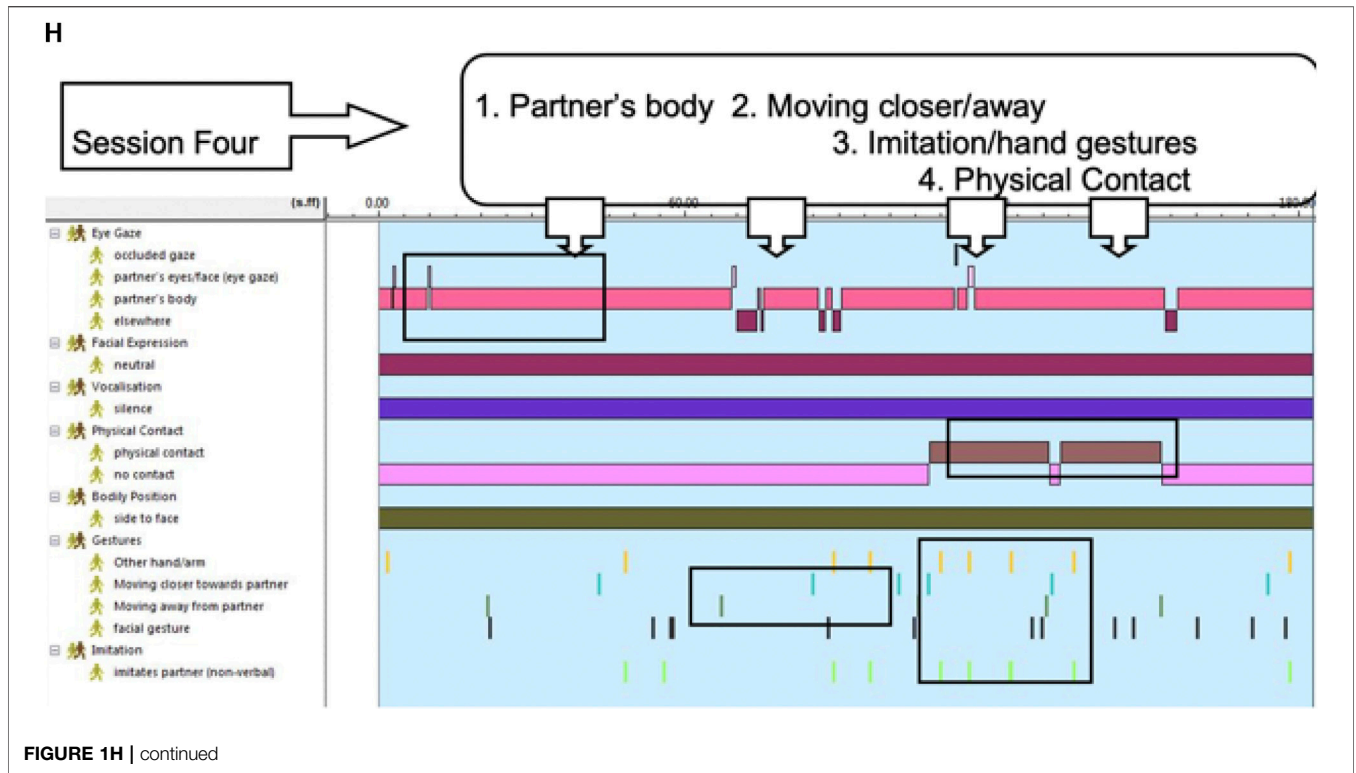 H
Session Four
1. Partner's body 2. Moving closer/away
3. Imitation/hand gestures
4. Physical Contact
(s.ff) 0.00 60.00
Eye Gaze
occluded gaze
partner's eyes/face (eye gaze)
partner's body
elsewhere
Facial Expression
neutral
Vocalisation
silence
Physical Contact
physical contact
no contact
Bodily Position
side to face
Gestures
Other hand/arm
Moving closer towards partner
Moving away from partner
facial gesture
Imitation
imitates partner (non-verbal)
FIGURE 1H | continued